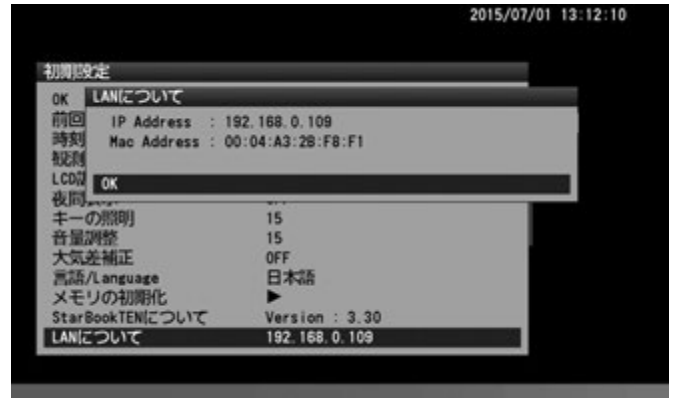 2015/07/01 13:12:10
初期設定
OK
LANについて
前回
IP Address : 192.168.0.109
時刻
Mac Address : 00:04:A3:2B:F8:F1
観測
LCD
OK
夜間
キーの照明 15
音量調整 15
大気差補正 OFF
言語/Language 日本語
メモリの初期化 ▶
StarBookTENについて Version : 3.30
LANについて 192.168.0.109